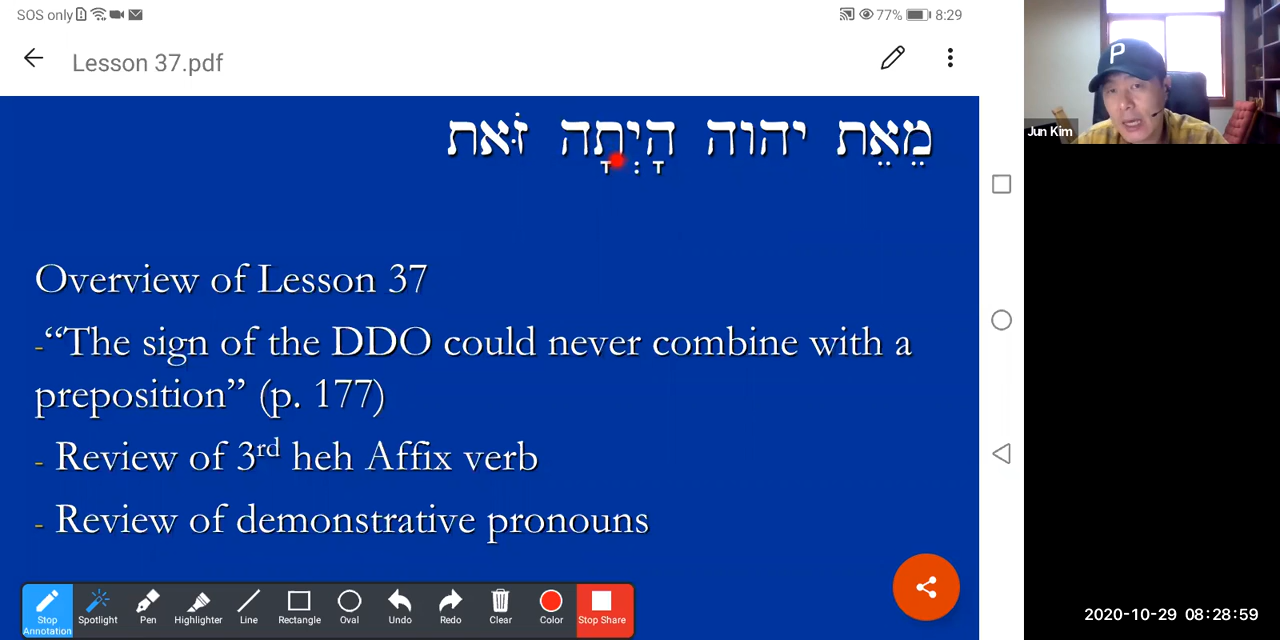 SOS only 77% 8:29
Lesson 37.pdf
P
Jun Kim
מֵאֵת יהוה הָיְתָה זֹּאת
Overview of Lesson 37
-“The sign of the DDO could never combine with a
preposition” (p. 177)
- Review of 3rd heh Affix verb
- Review of demonstrative pronouns
Stop Annotation Spotlight Pen Highlighter Line Rectangle Oval Undo Redo Clear Color Stop Share
2020-10-29 08:28:59